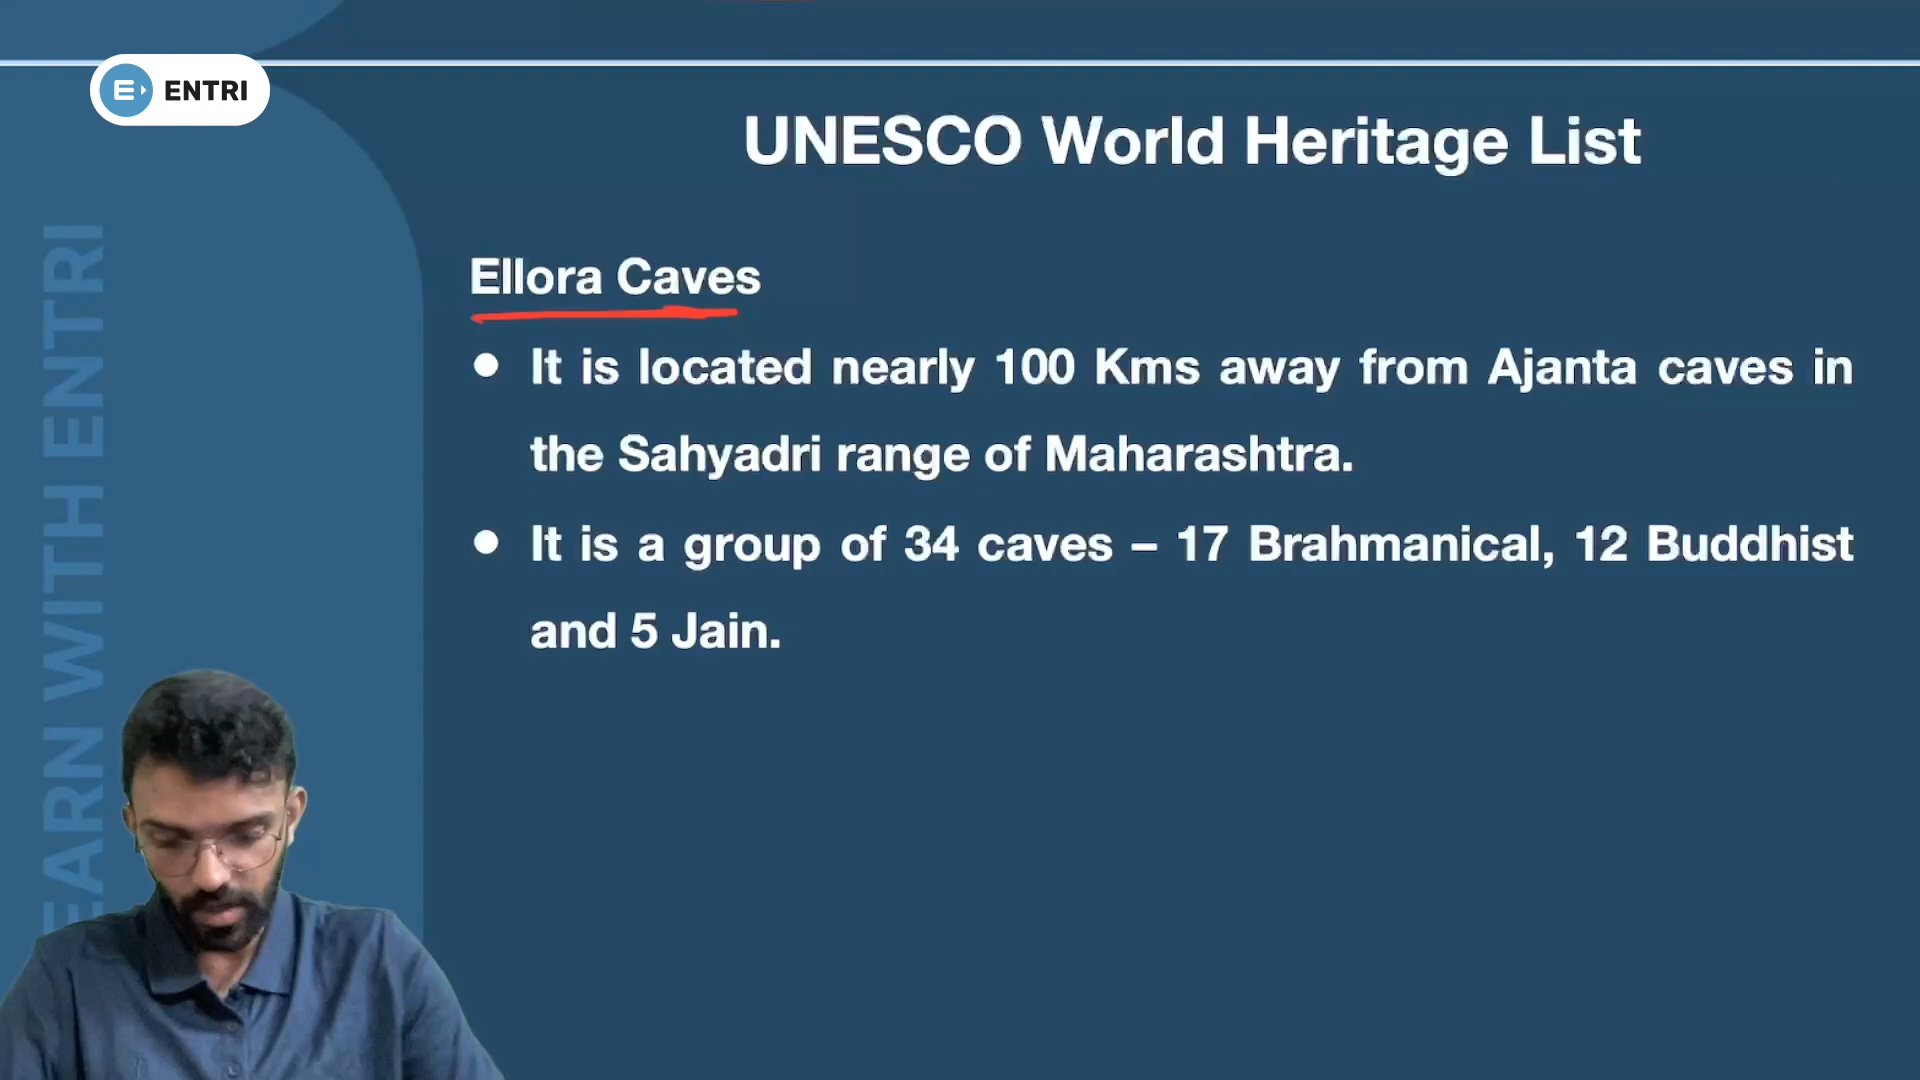 ENTRI
UNESCO World Heritage List
Ellora Caves
● It is located nearly 100 Kms away from Ajanta caves in
the Sahyadri range of Maharashtra.
● It is a group of 34 caves – 17 Brahmanical, 12 Buddhist
and 5 Jain.
EARN WITH ENTRI